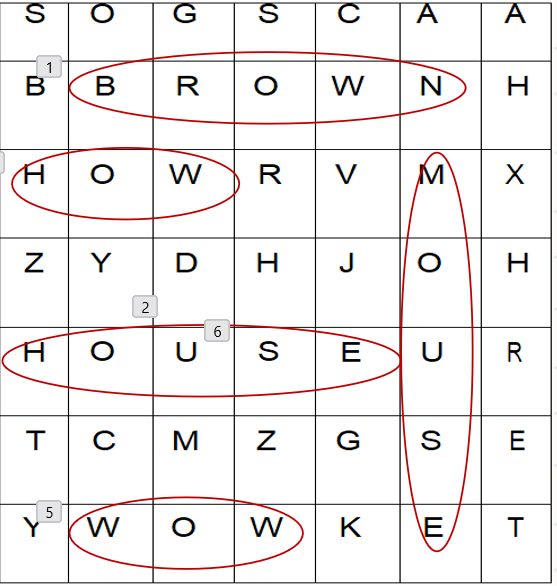 S O G S C A A
1
B B R O W N H
H O W R V M X
Z Y D H J O H
2
6
H O U S E U R
T C M Z G S E
5
Y W O W K E T